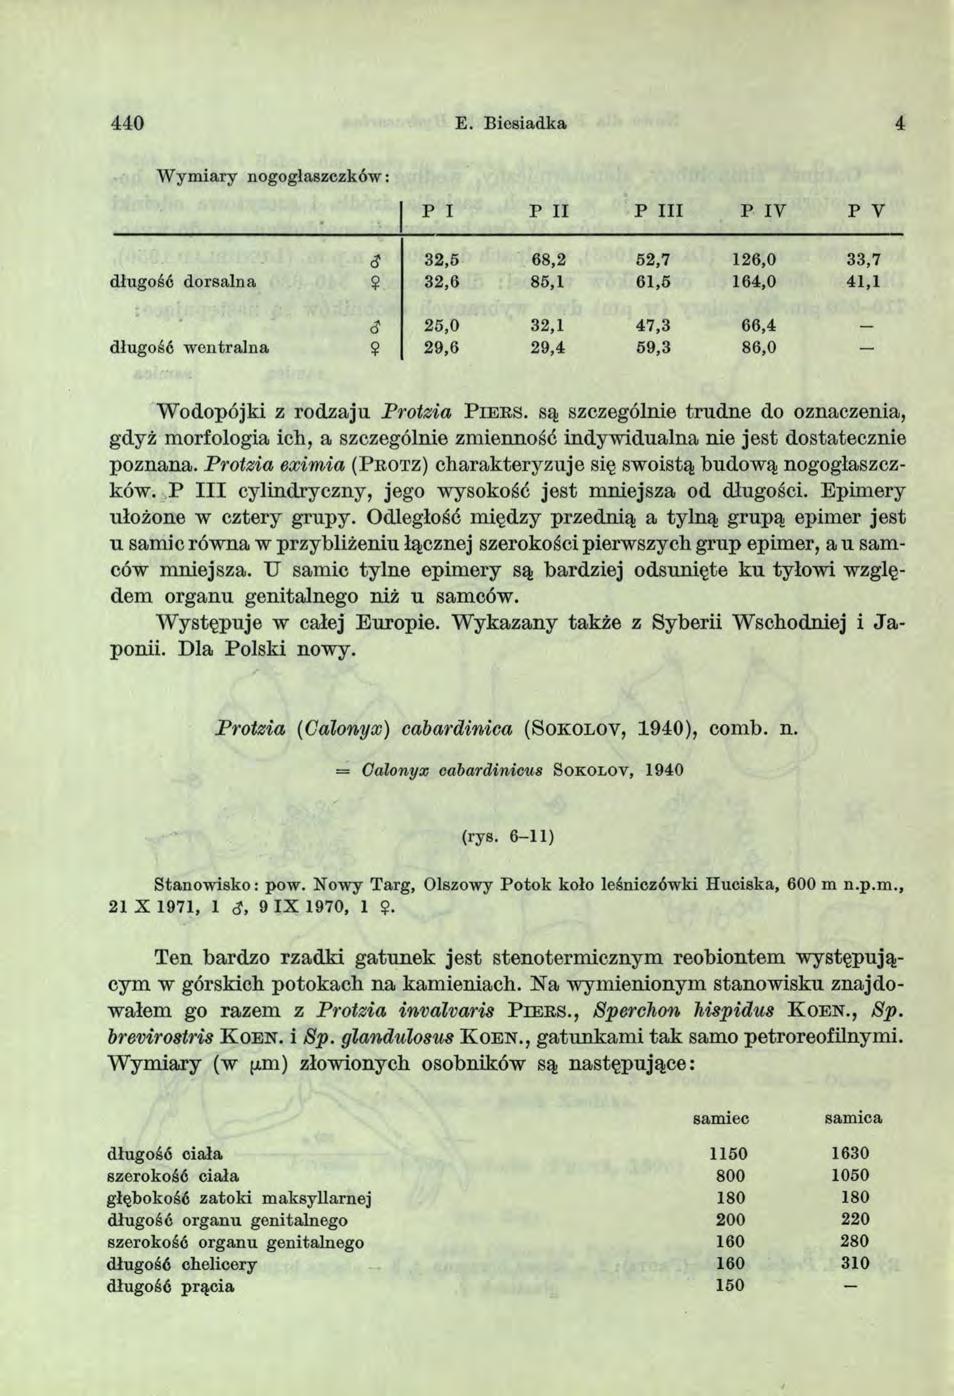 440 E. Biesiadka 4
Wymiary nogogłaszczków:
P I P II P III P IV P V
♂ 32,5 68,2 52,7 126,0 33,7
długość dorsalna ♀ 32,6 85,1 61,5 164,0 41,1
♂ 25,0 32,1 47,3 66,4 —
długość wentralna ♀ 29,6 29,4 59,3 86,0 —
Wodopójki z rodzaju Protzia PIERS. są szczególnie trudne do oznaczenia,
gdyż morfologia ich, a szczególnie zmienność indywidualna nie jest dostatecznie
poznana. Protzia eximia (PROTZ) charakteryzuje się swoistą budową nogogłaszcz-
ków. P III cylindryczny, jego wysokość jest mniejsza od długości. Epimery
ułożone w cztery grupy. Odległość między przednią a tylną grupą epimer jest
u samic równa w przybliżeniu łącznej szerokości pierwszych grup epimer, a u sam-
ców mniejsza. U samic tylne epimery są bardziej odsunięte ku tyłowi wzglę-
dem organu genitalnego niż u samców.
Występuje w całej Europie. Wykazany także z Syberii Wschodniej i Ja-
ponii. Dla Polski nowy.
Protzia (Calonyx) cabardinica (SOKOLOV, 1940), comb. n.
= Calonyx cabardinicus SOKOLOV, 1940
(rys. 6–11)
Stanowisko: pow. Nowy Targ, Olszowy Potok koło leśniczówki Huciska, 600 m n.p.m.,
21 X 1971, 1 ♂, 9 IX 1970, 1 ♀.
Ten bardzo rzadki gatunek jest stenotermicznym reobiontem występują-
cym w górskich potokach na kamieniach. Na wymienionym stanowisku znajdo-
wałem go razem z Protzia invalvaris PIERS., Sperchon hispidus KOEN., Sp.
brevirostris KOEN. i Sp. glandulosus KOEN., gatunkami tak samo petroreofilnymi.
Wymiary (w μm) złowionych osobników są następujące:
samiec samica
długość ciała 1150 1630
szerokość ciała 800 1050
głębokość zatoki maksyllarnej 180 180
długość organu genitalnego 200 220
szerokość organu genitalnego 160 280
długość chelicery 160 310
długość prącia 150 —